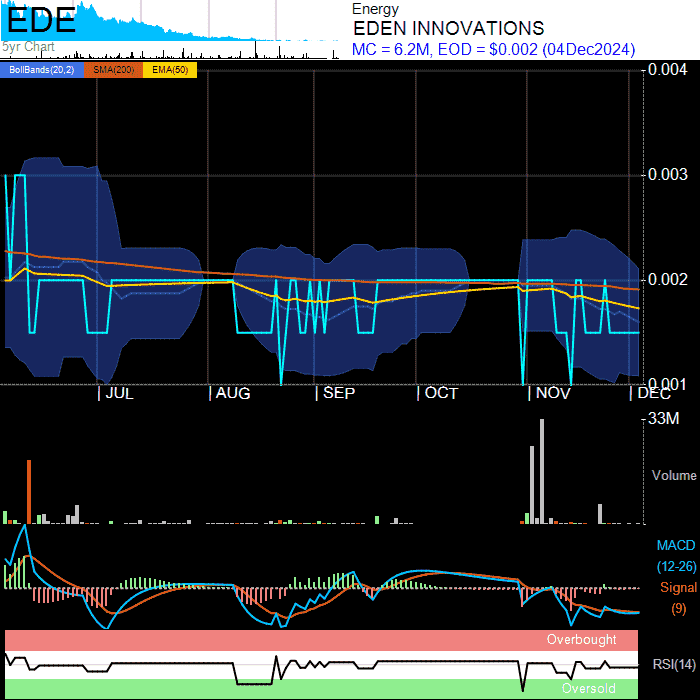 EDE
5yr Chart
Energy
EDEN INNOVATIONS
MC = 6.2M, EOD = $0.002 (04Dec2024)
BollBands(20,2) SMA(200) EMA(50)
0.004
0.003
0.002
0.001
JUL AUG SEP OCT NOV DEC
33M
Volume
MACD
(12-26)
Signal
(9)
Overbought
RSI(14)
Oversold